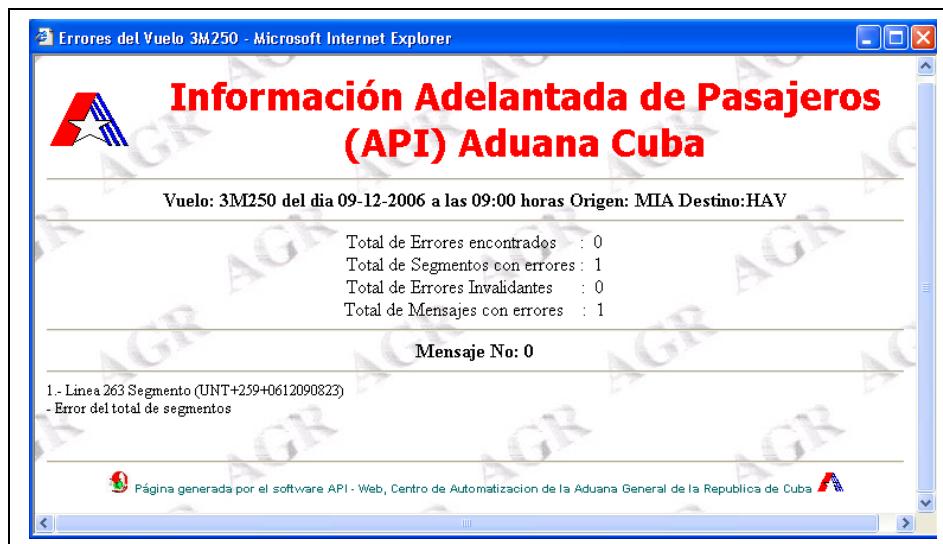 Errores del Vuelo 3M250 - Microsoft Internet Explorer
Información Adelantada de Pasajeros
(API) Aduana Cuba
Vuelo: 3M250 del dia 09-12-2006 a las 09:00 horas Origen: MIA Destino:HAV
Total de Errores encontrados : 0
Total de Segmentos con errores : 1
Total de Errores Invalidantes : 0
Total de Mensajes con errores : 1
Mensaje No: 0
1.- Linea 263 Segmento (UNT+259+0612090823)
- Error del total de segmentos
Página generada por el software API - Web, Centro de Automatizacion de la Aduana General de la Republica de Cuba